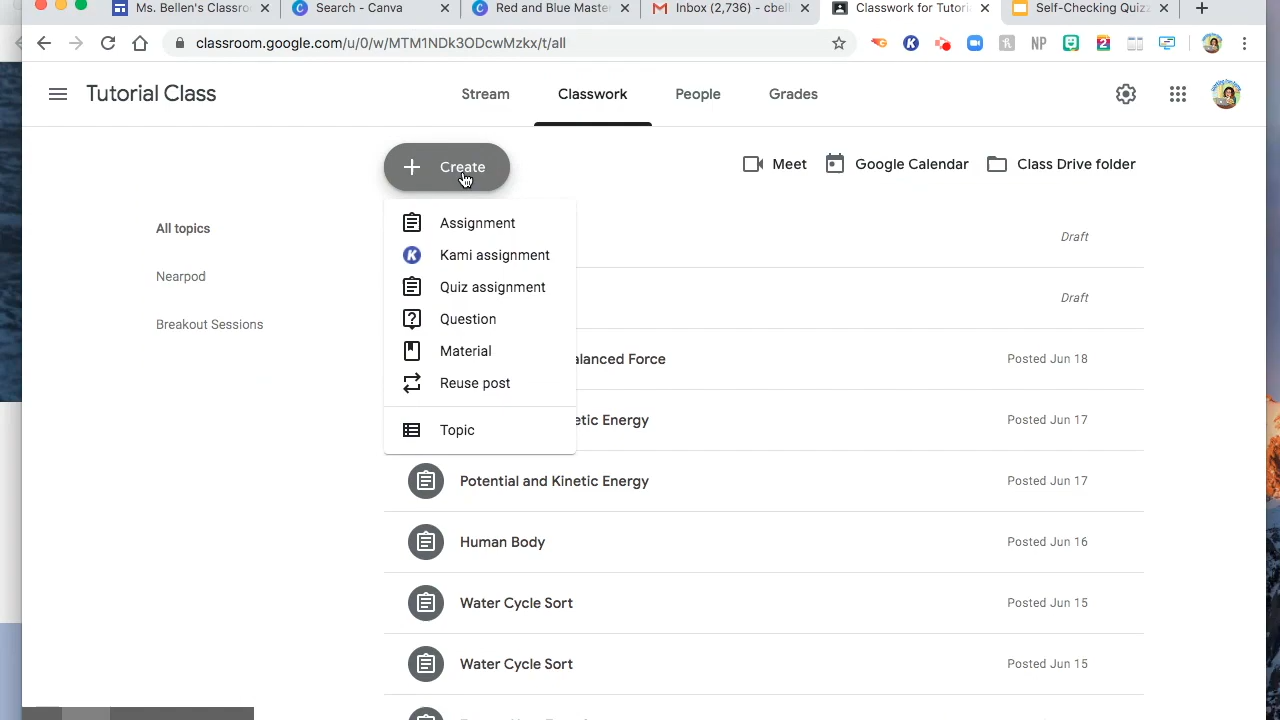 Ms. Bellen's Classro
Search - Canva
Red and Blue Maste
Inbox (2,736) - cbell
Classwork for Tutori
Self-Checking Quizz
classroom.google.com/u/0/w/MTM1NDk3ODcwMzkx/t/all
NP
Tutorial Class
Stream
Classwork
People
Grades
Create
Meet
Google Calendar
Class Drive folder
All topics
Nearpod
Breakout Sessions
Assignment
Kami assignment
Quiz assignment
Question
Material
Reuse post
Topic
Draft
Draft
alanced Force
Posted Jun 18
etic Energy
Posted Jun 17
Potential and Kinetic Energy
Posted Jun 17
Human Body
Posted Jun 16
Water Cycle Sort
Posted Jun 15
Water Cycle Sort
Posted Jun 15